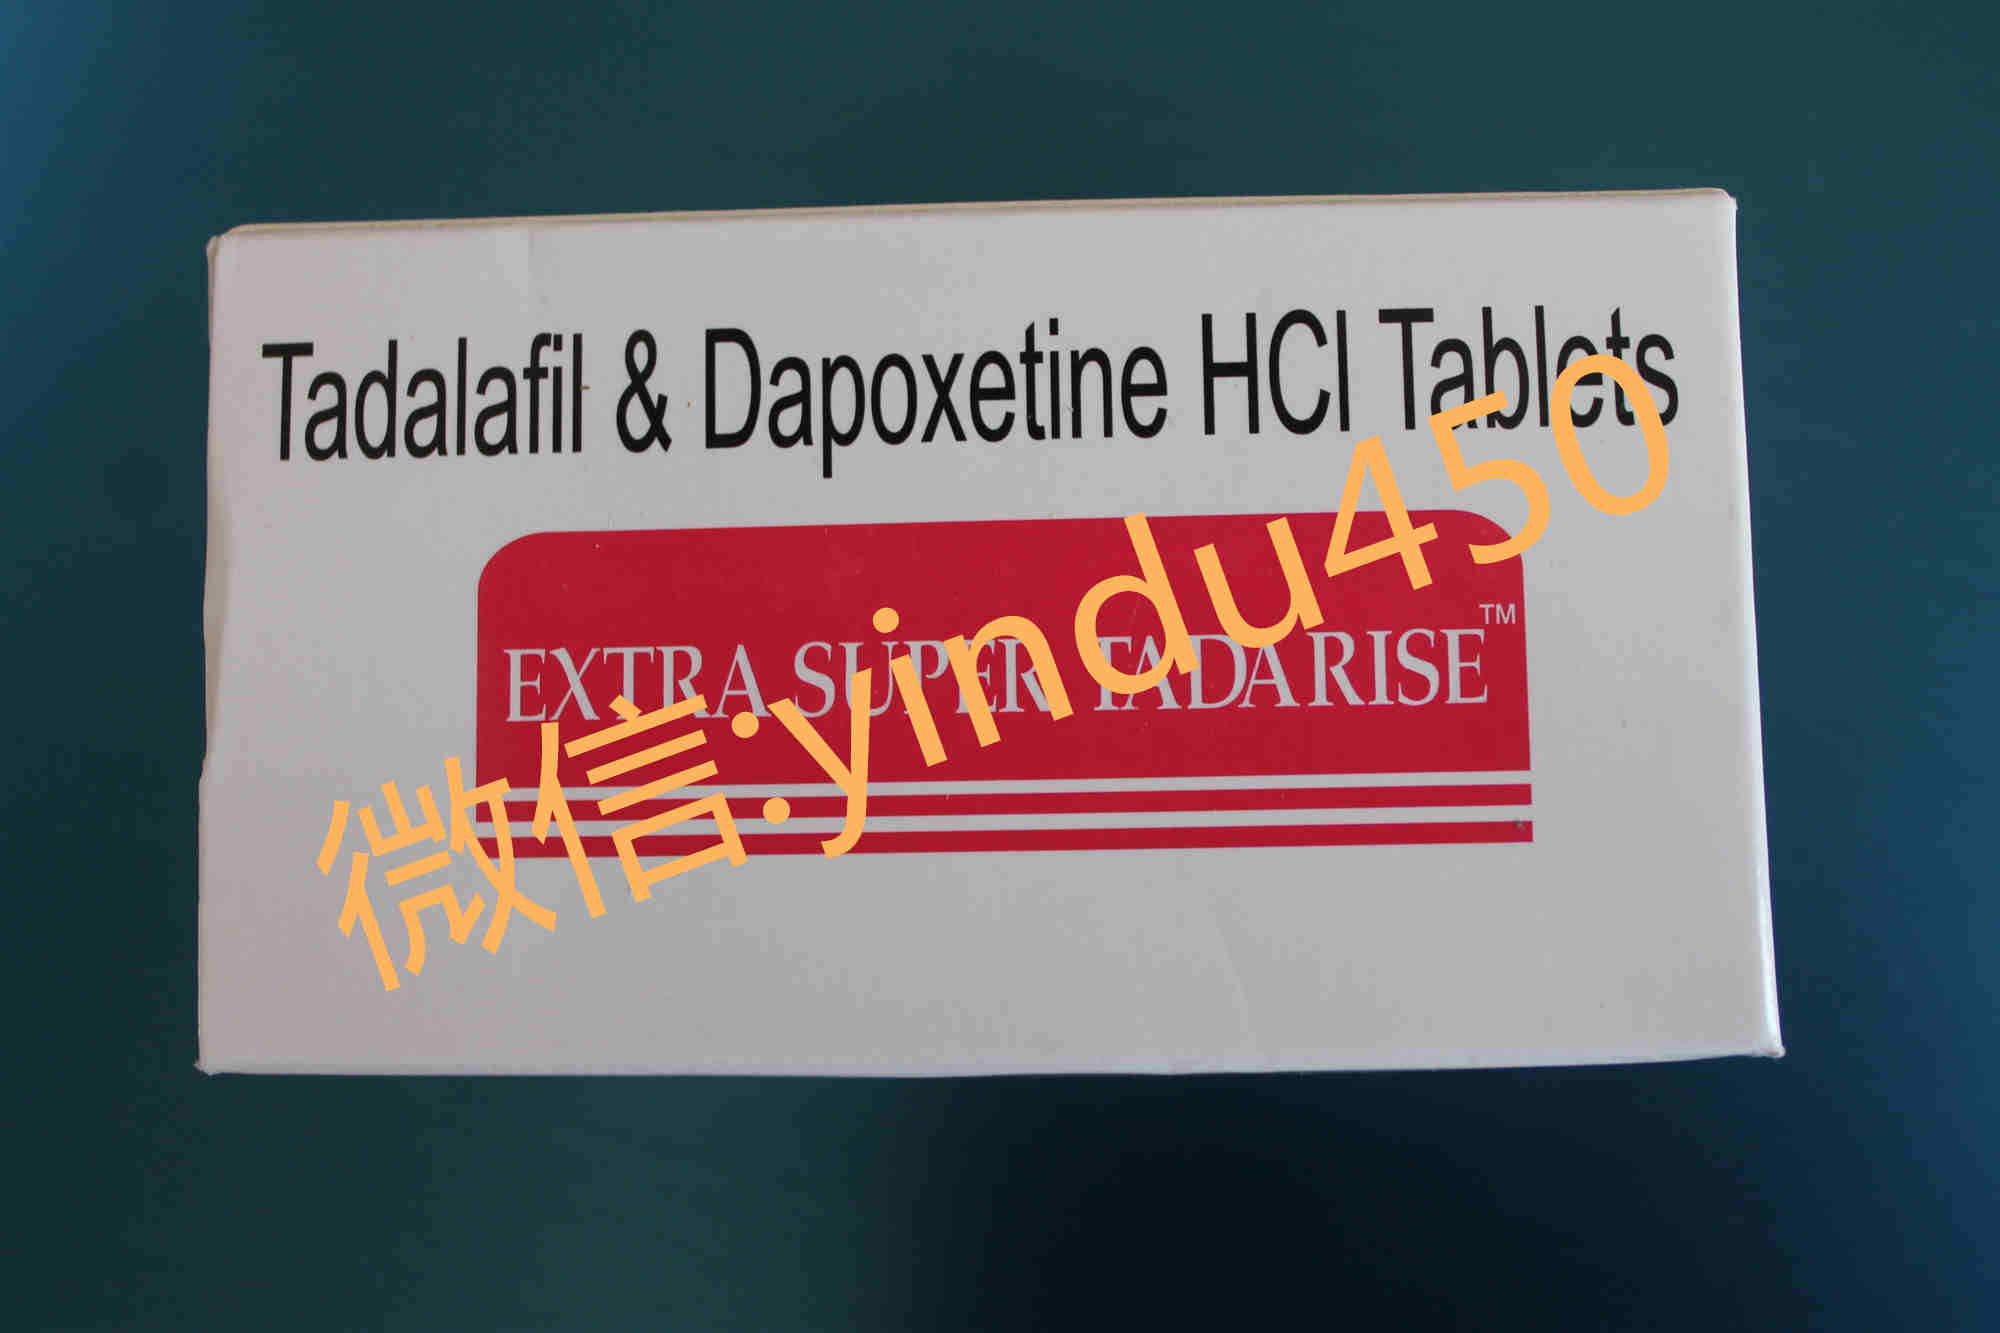 Tadalafil & Dapoxetine HCl Tablets
EXTRA SUPER TADARISE™
微信:yindu450